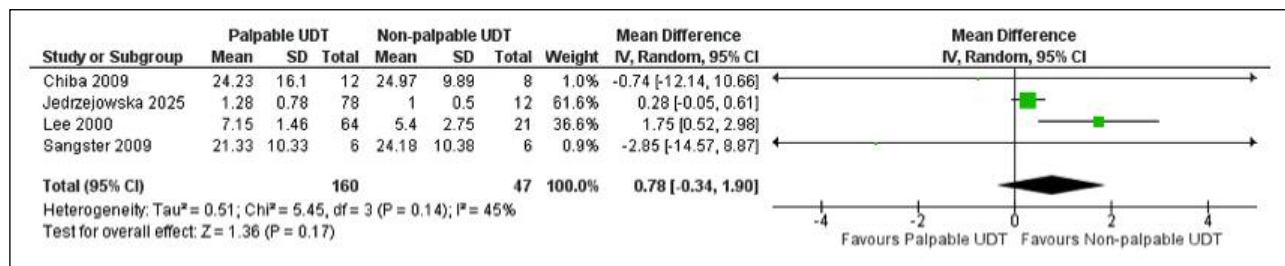 Palpable UDT Non-palpable UDT Mean Difference Mean Difference
Study or Subgroup Mean SD Total Mean SD Total Weight IV, Random, 95% CI IV, Random, 95% CI
Chiba 2009 24.23 16.1 12 24.97 9.89 8 1.0% -0.74 [-12.14, 10.66]
Jedrzejowska 2025 1.28 0.78 78 1 0.5 12 61.6% 0.28 [-0.05, 0.61]
Lee 2000 7.15 1.46 64 5.4 2.75 21 36.6% 1.75 [0.52, 2.98]
Sangster 2009 21.33 10.33 6 24.18 10.38 6 0.9% -2.85 [-14.57, 8.87]
Total (95% CI) 160 47 100.0% 0.78 [-0.34, 1.90]
Heterogeneity: Tau² = 0.51; Chi² = 5.45, df = 3 (P = 0.14); I² = 45%
Test for overall effect: Z = 1.36 (P = 0.17)
-4 -2 0 2 4
Favours Palpable UDT Favours Non-palpable UDT